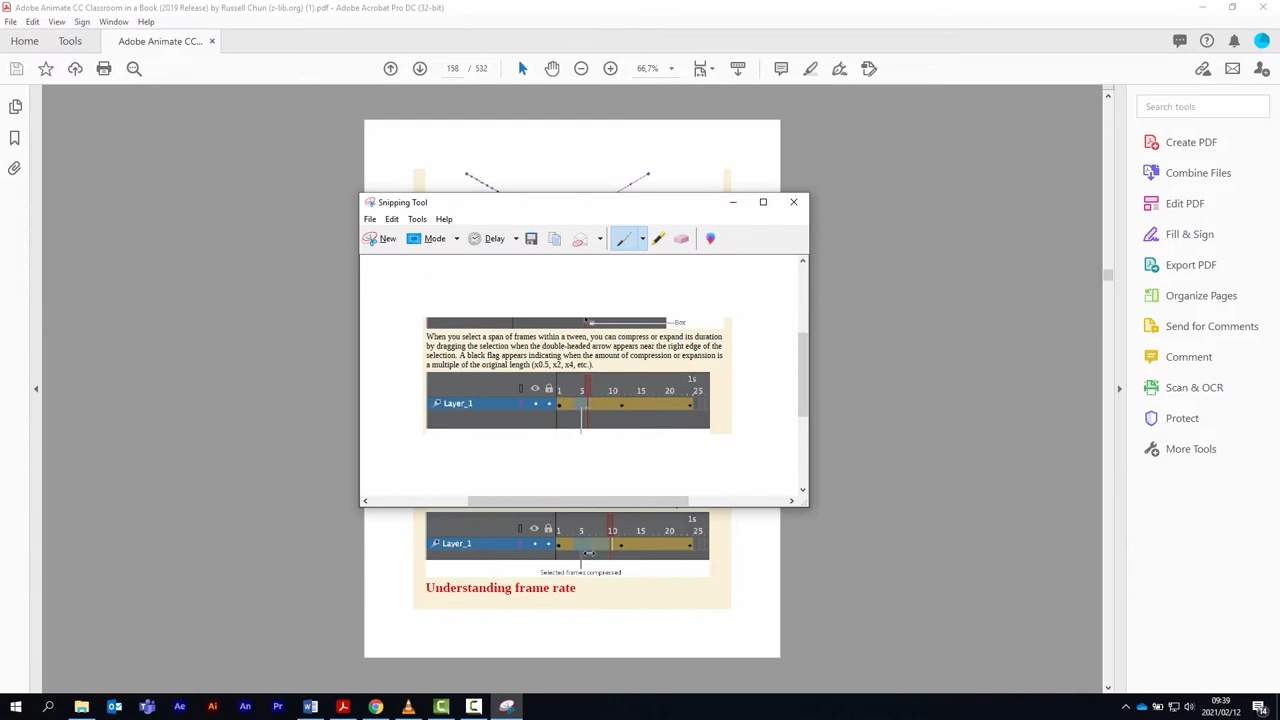 Adobe Animate CC Classroom in a Book (2019 Release) by Russell Chun (z-lib.org) (1).pdf - Adobe Acrobat Pro DC (32-bit)
File Edit View Sign Window Help
Home Tools Adobe Animate CC... ×
158 / 532 66,7%
Search tools
Create PDF
Combine Files
Edit PDF
Fill & Sign
Export PDF
Organize Pages
Send for Comments
Comment
Scan & OCR
Protect
More Tools
Snipping Tool
File Edit Tools Help
New Mode Delay
Box
When you select a span of frames within a tween, you can compress or expand its duration
by dragging the selection when the double-headed arrow appears near the right edge of the
selection. A black flag appears indicating when the amount of compression or expansion is
a multiple of the original length (x0.5, x2, x4, etc.).
1s
1 5 10 15 20 25
Layer_1
1s
1 5 10 15 20 25
Layer_1
Selected frames compressed
Understanding frame rate
Ae Ai An Pr
09:39
2021/02/12
14